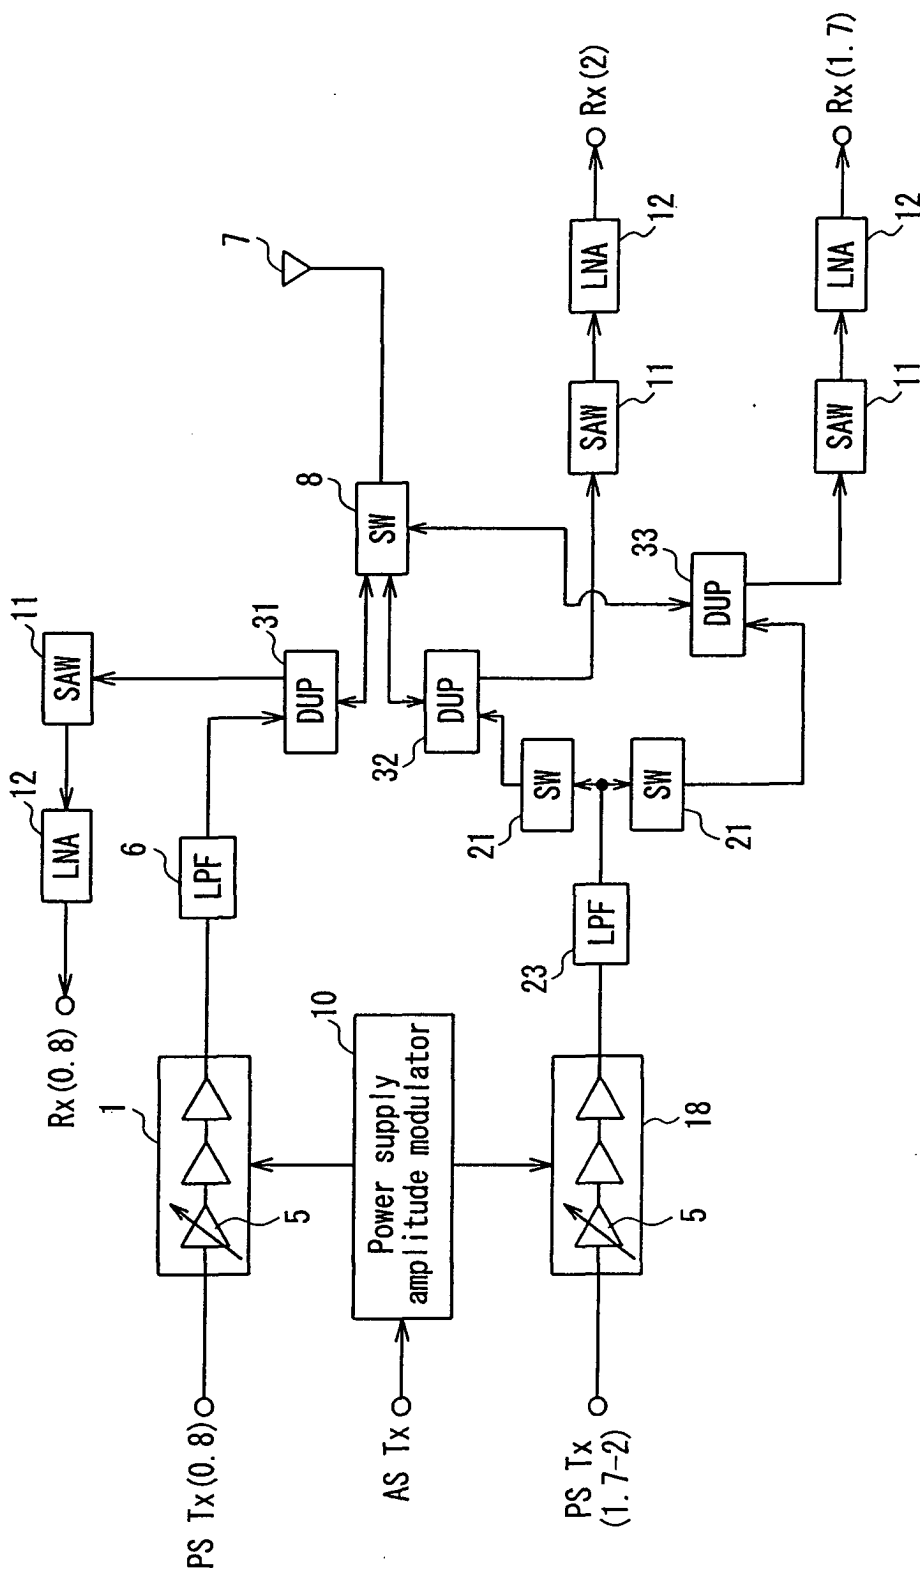 Rx(0.8)
12
LNA
11
SAW
7
PS Tx(0.8)
1
5
6
LPF
31
DUP
8
SW
AS Tx
10
Power supply
amplitude modulator
32
DUP
PS Tx
(1.7-2)
5
18
23
LPF
21
SW
21
SW
33
DUP
11
SAW
12
LNA
Rx(2)
11
SAW
12
LNA
Rx(1.7)